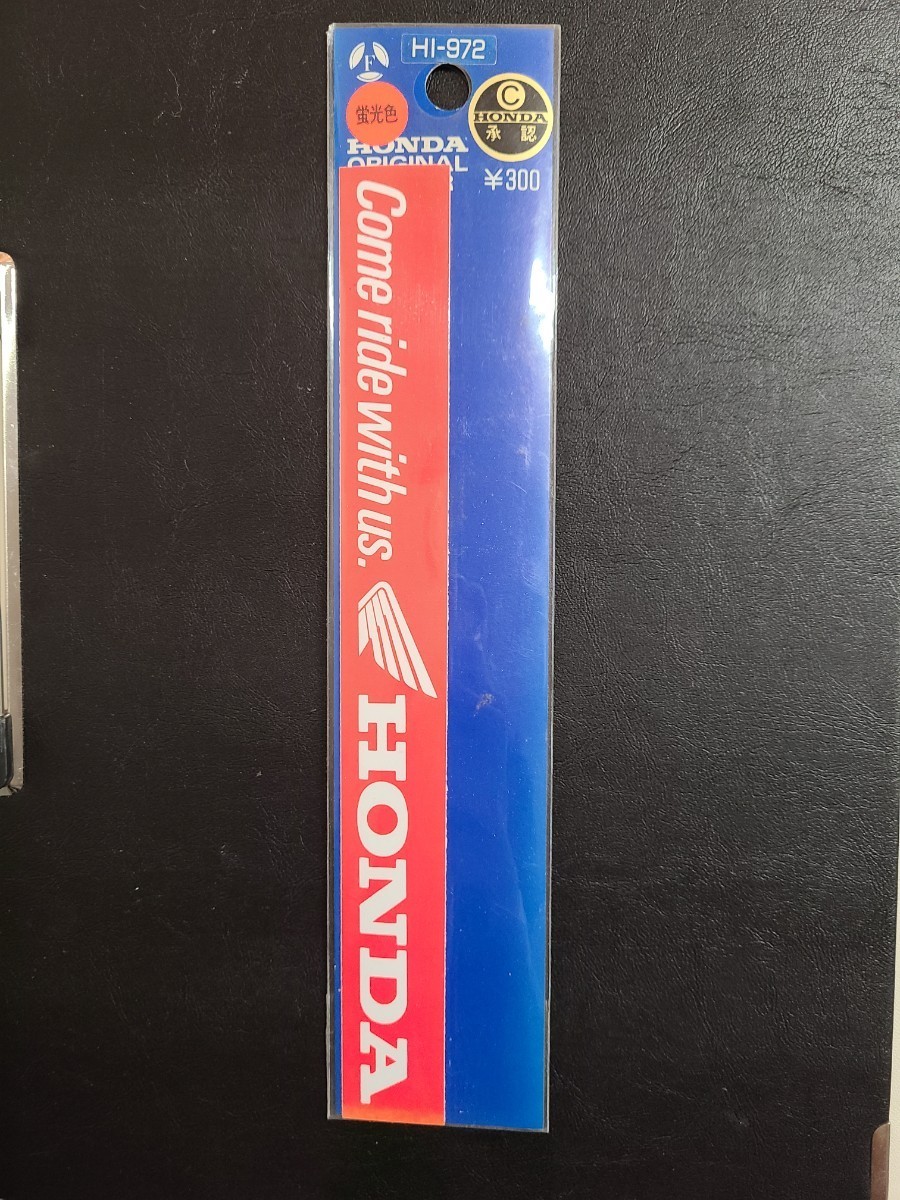 HI-972
F
蛍光色
C
HONDA
承認
HONDA
ORIGINAL
¥300
Come ride with us.
HONDA